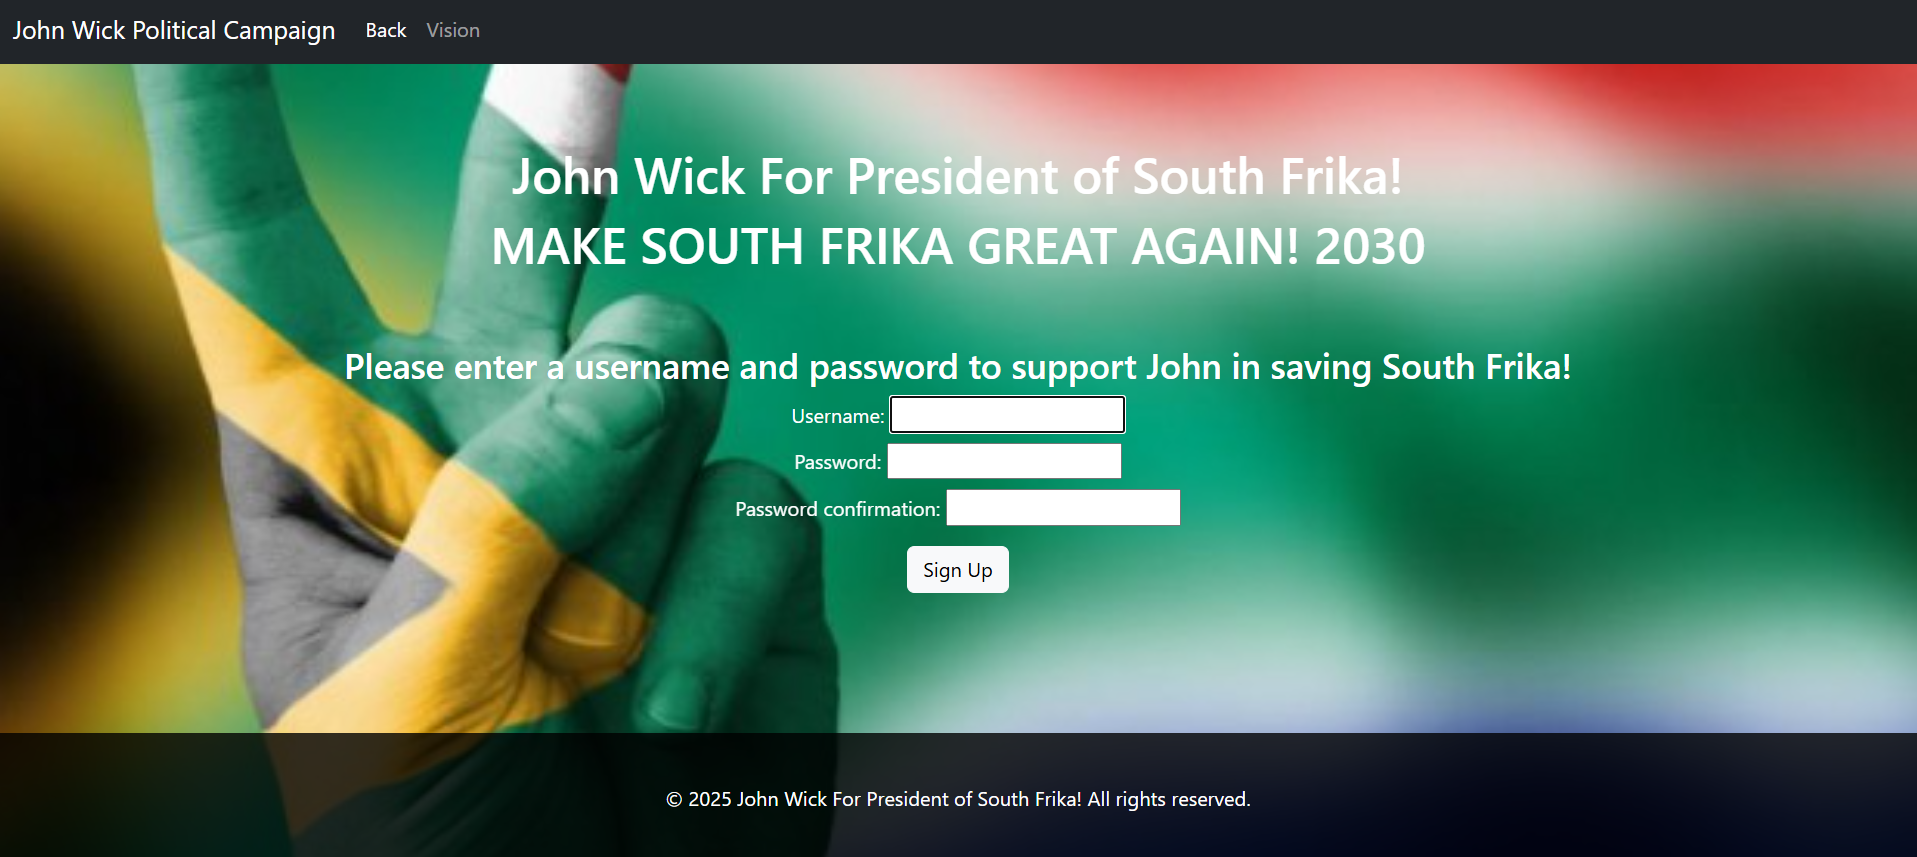 John Wick Political Campaign Back Vision
John Wick For President of South Frika!
MAKE SOUTH FRIKA GREAT AGAIN! 2030
Please enter a username and password to support John in saving South Frika!
Username:
Password:
Password confirmation:
Sign Up
© 2025 John Wick For President of South Frika! All rights reserved.